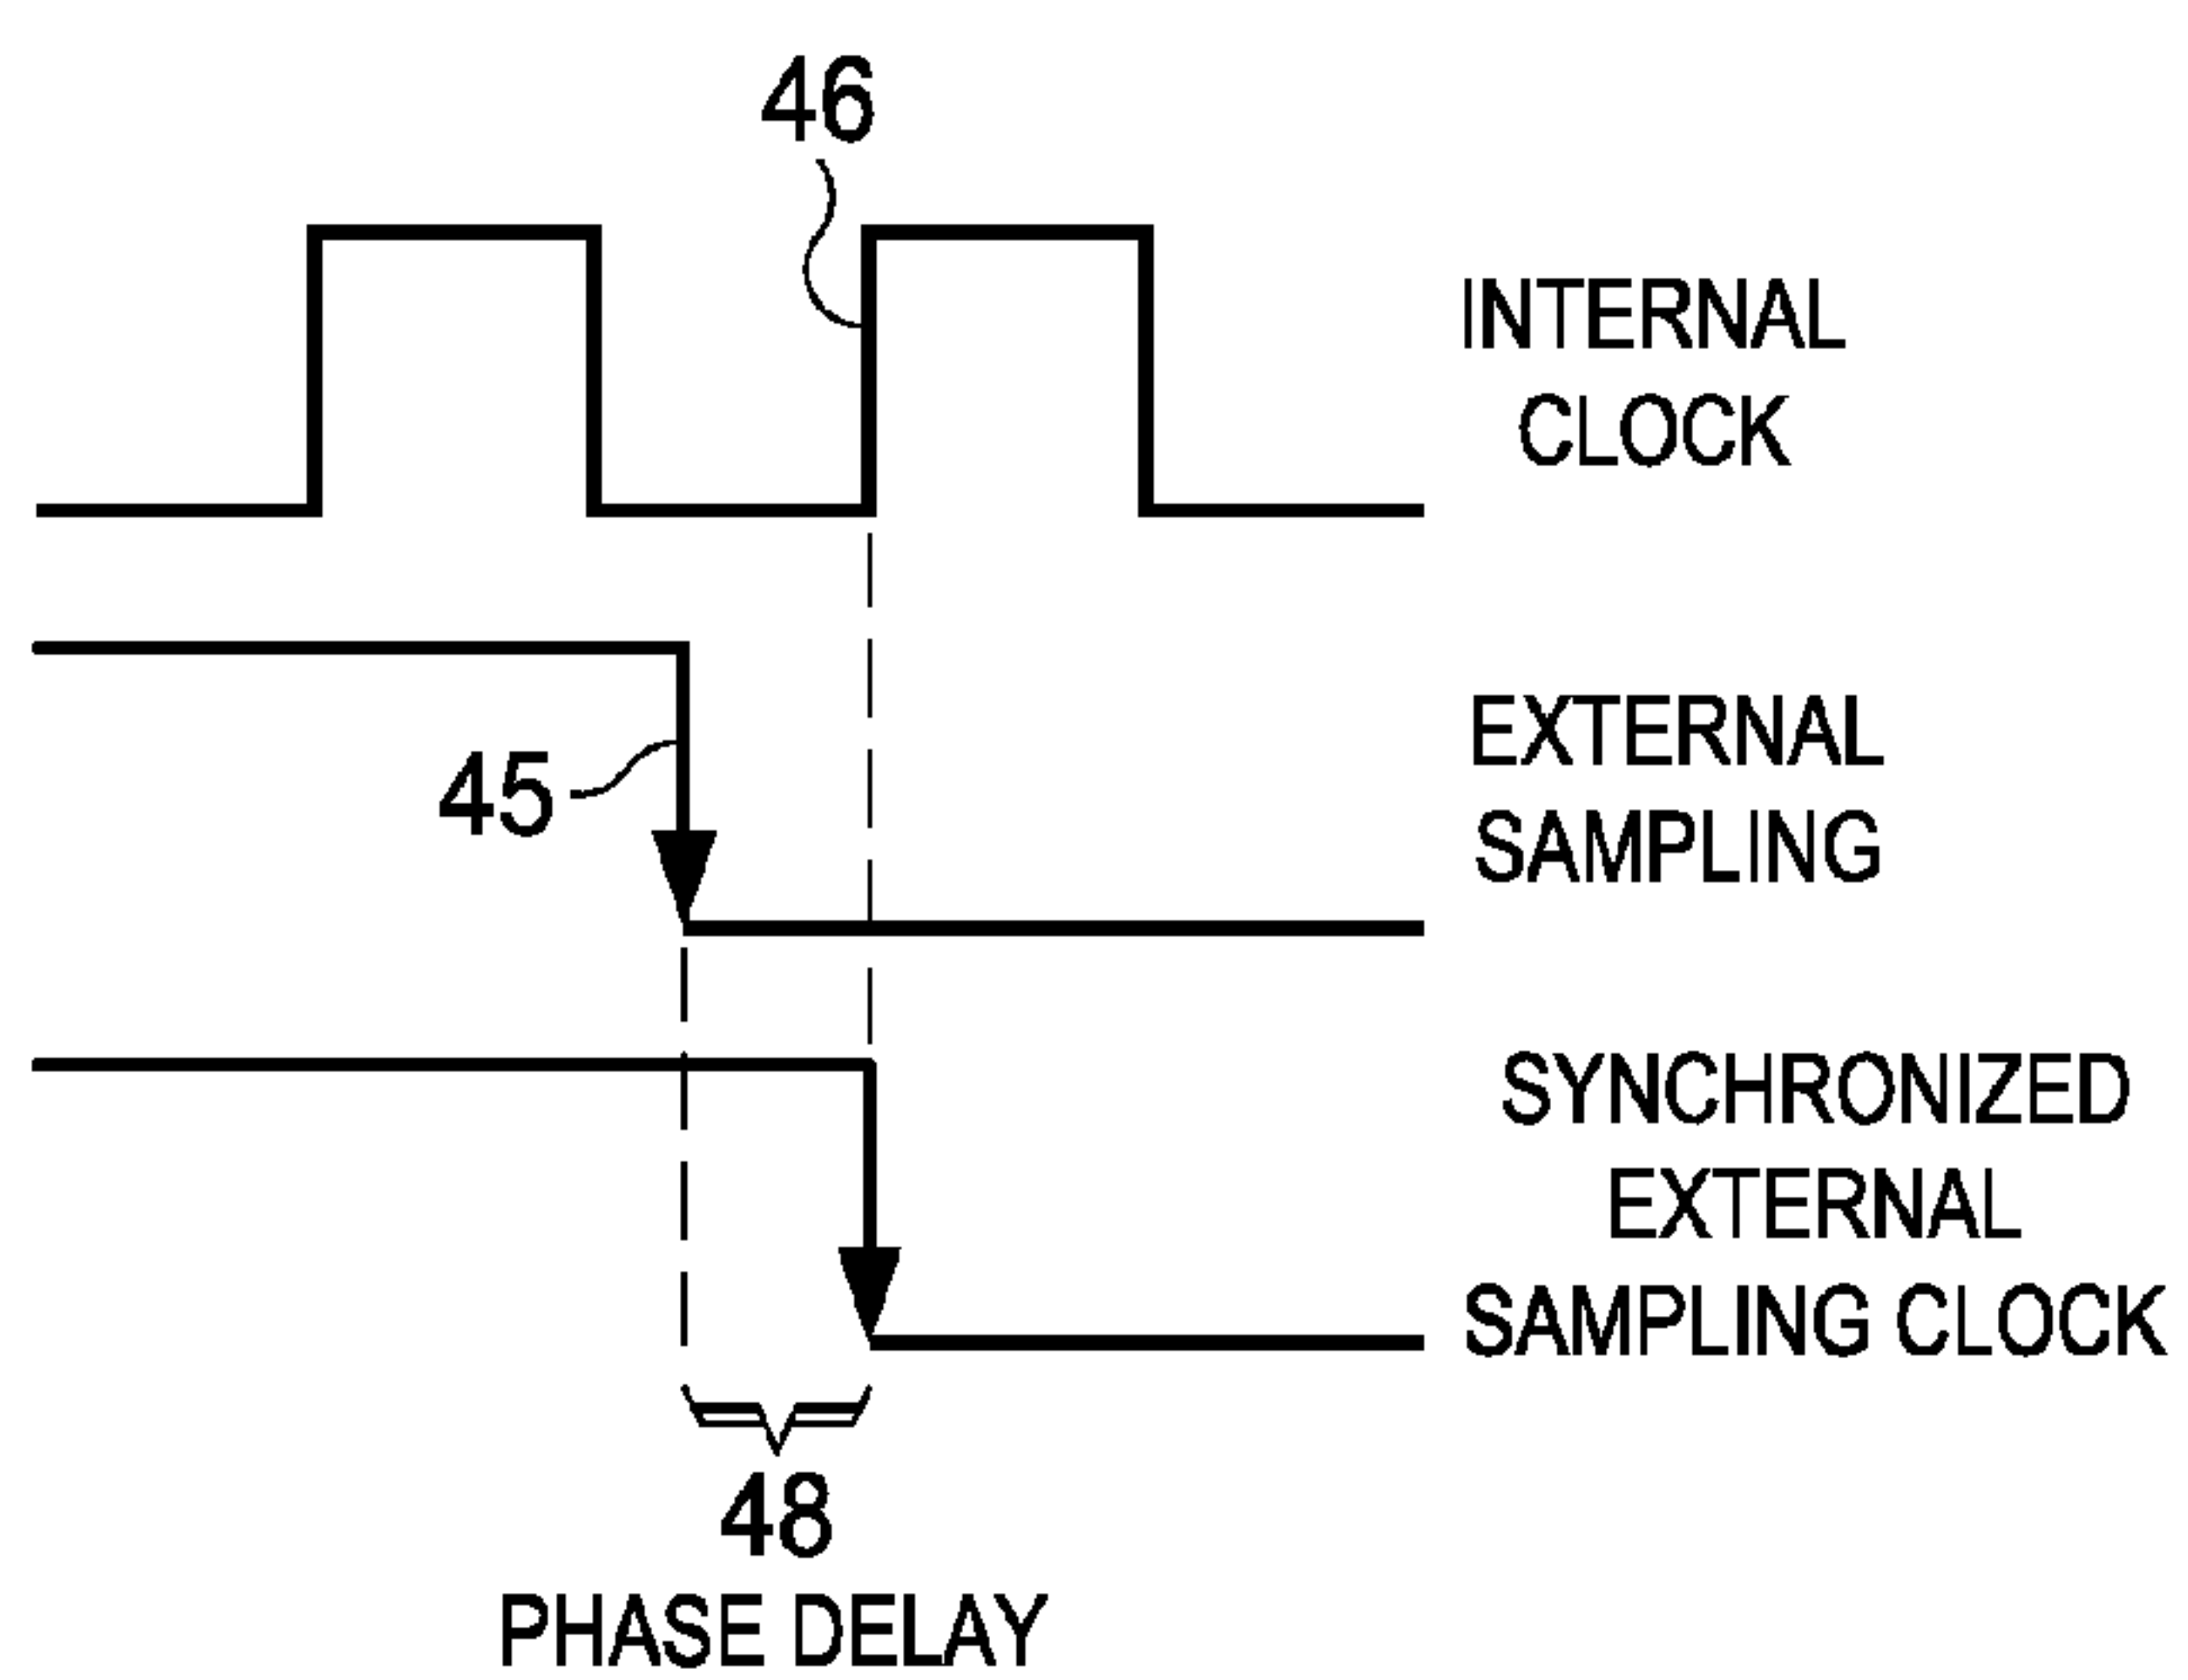 46
INTERNAL
CLOCK
45
EXTERNAL
SAMPLING
SYNCHRONIZED
EXTERNAL
SAMPLING CLOCK
48
PHASE DELAY